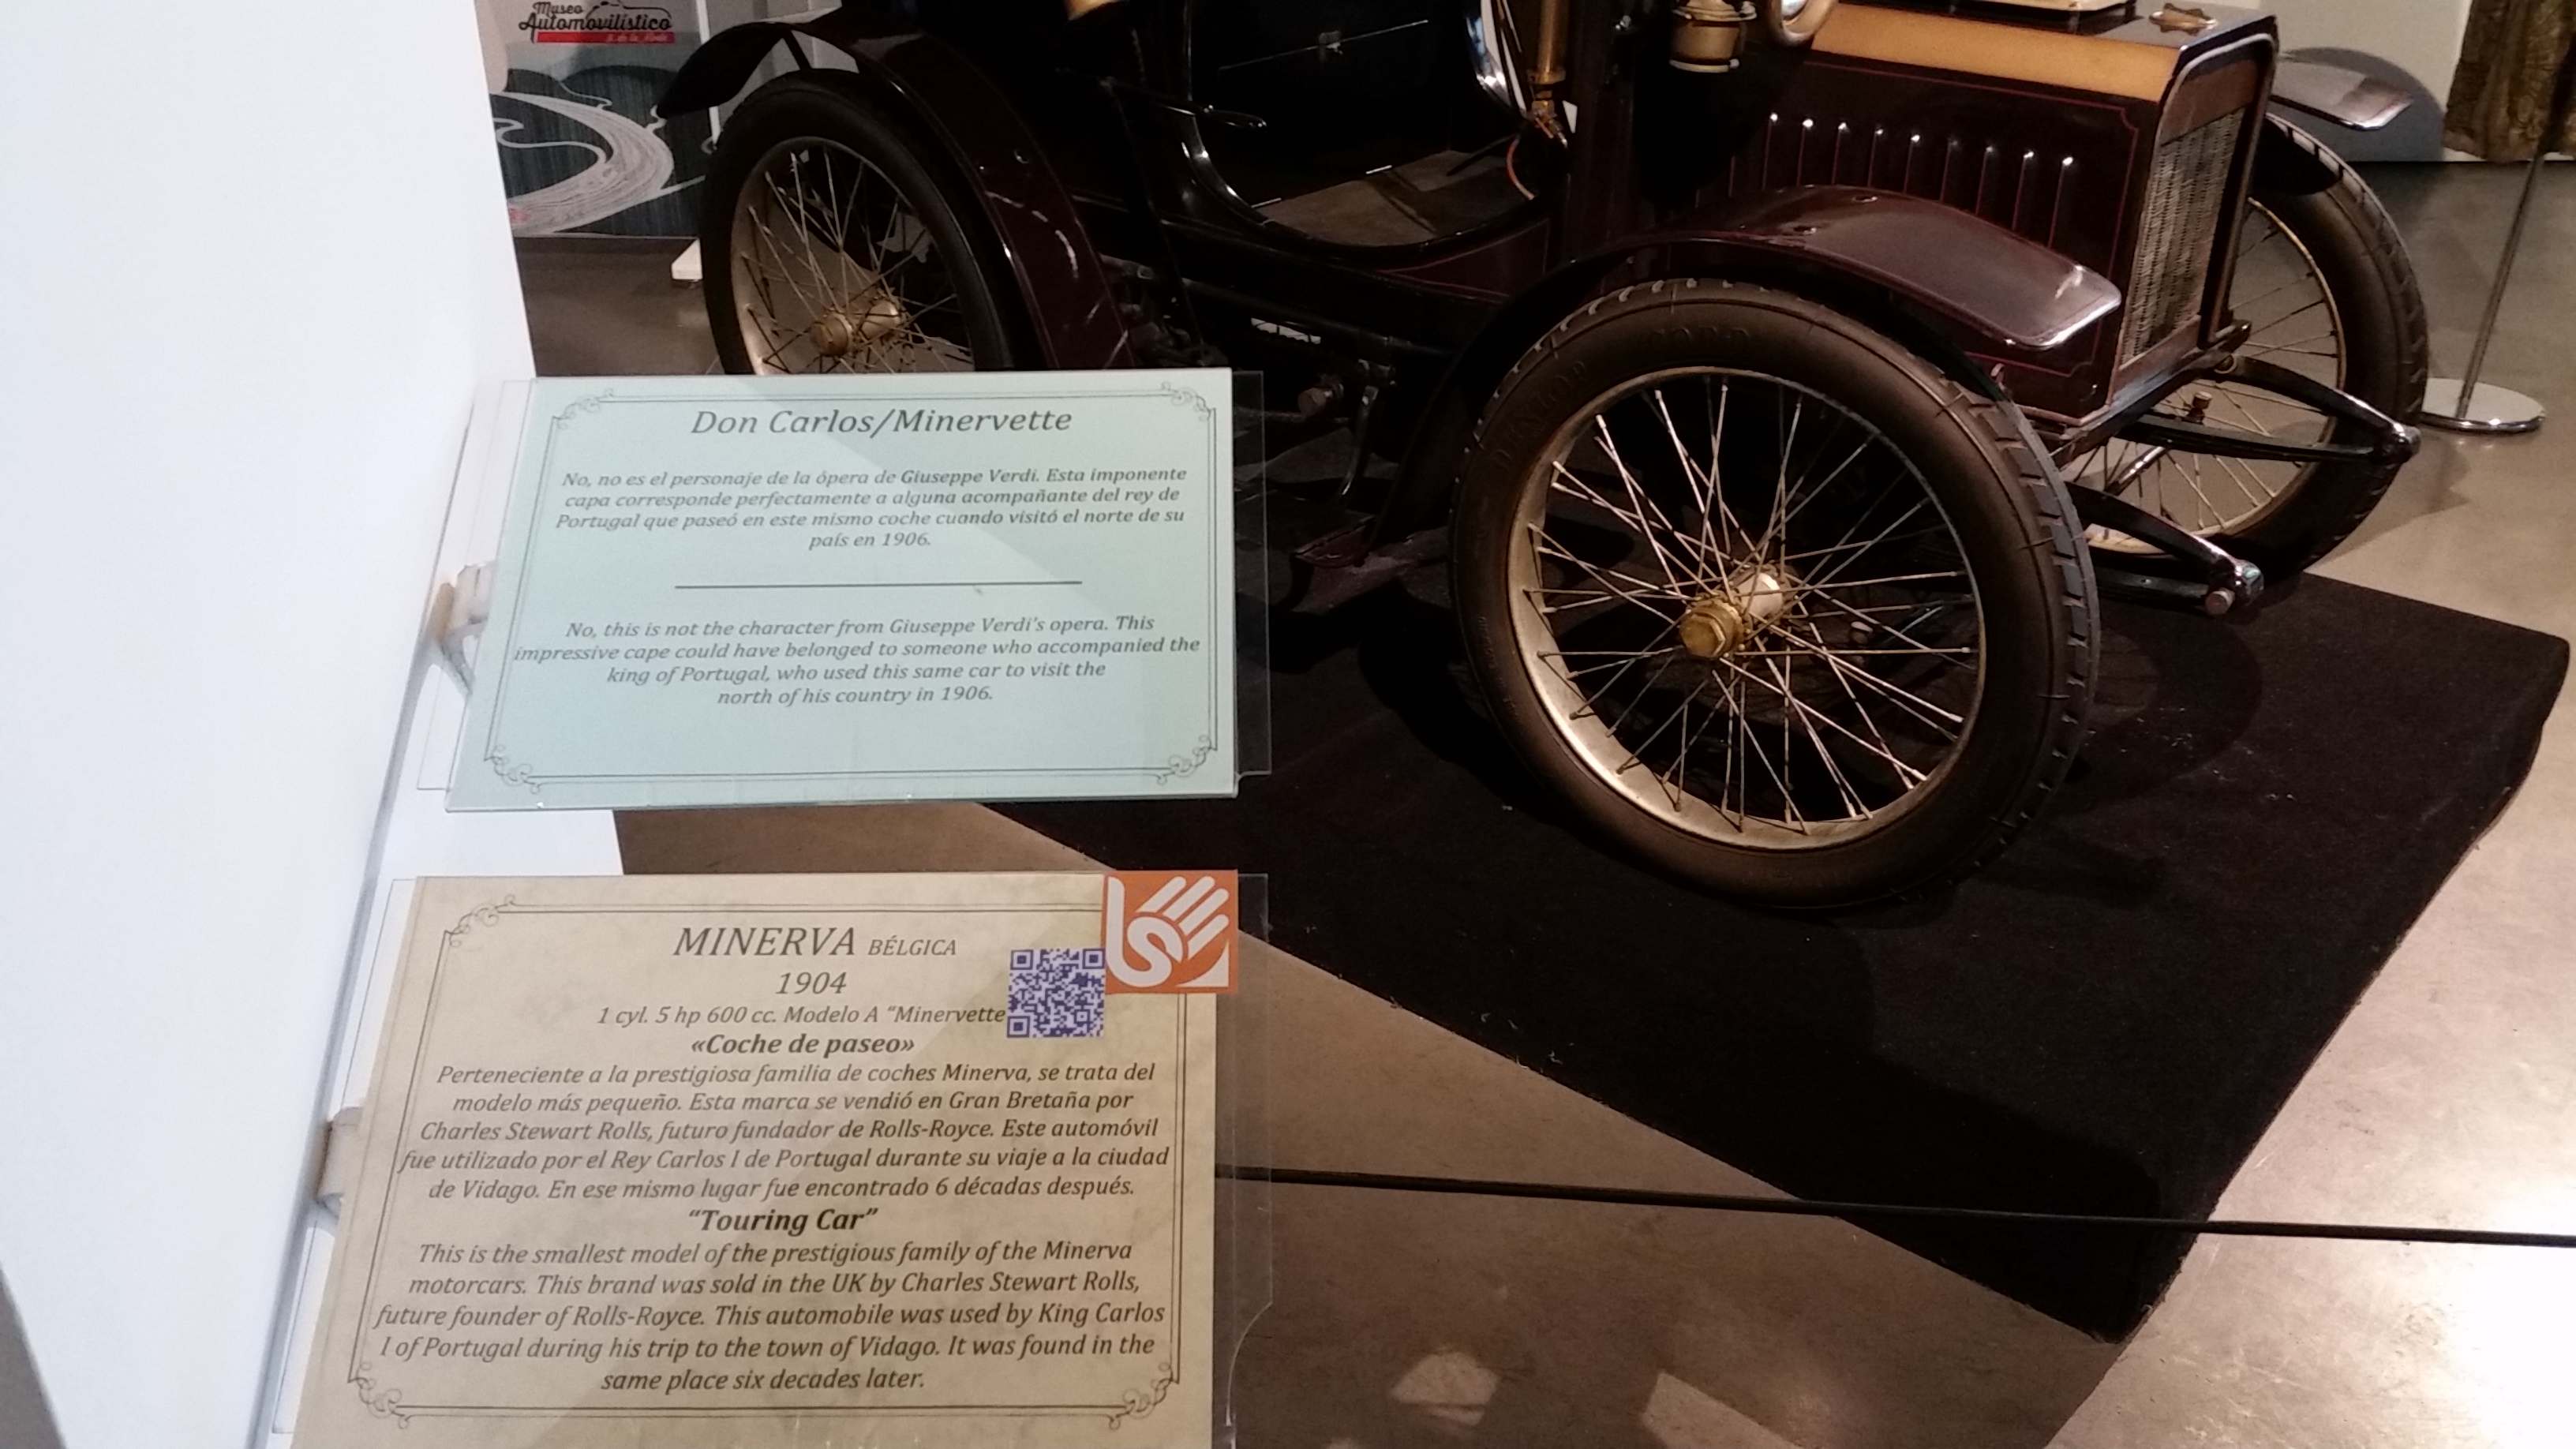 Museo
Automovilístico
Don Carlos/Minervette
No, no es el personaje de la ópera de Giuseppe Verdi. Esta imponente
capa corresponde perfectamente a alguna acompañante del rey de
Portugal que paseó en este mismo coche cuando visitó el norte de su
país en 1906.
No, this is not the character from Giuseppe Verdi's opera. This
impressive cape could have belonged to someone who accompanied the
king of Portugal, who used this same car to visit the
north of his country in 1906.
MINERVA BÉLGICA
1904
1 cyl. 5 hp 600 cc. Modelo A "Minervette
«Coche de paseo»
Perteneciente a la prestigiosa familia de coches Minerva, se trata del
modelo más pequeño. Esta marca se vendió en Gran Bretaña por
Charles Stewart Rolls, futuro fundador de Rolls-Royce. Este automóvil
fue utilizado por el Rey Carlos I de Portugal durante su viaje a la ciudad
de Vidago. En ese mismo lugar fue encontrado 6 décadas después.
"Touring Car"
This is the smallest model of the prestigious family of the Minerva
motorcars. This brand was sold in the UK by Charles Stewart Rolls,
future founder of Rolls-Royce. This automobile was used by King Carlos
I of Portugal during his trip to the town of Vidago. It was found in the
same place six decades later.